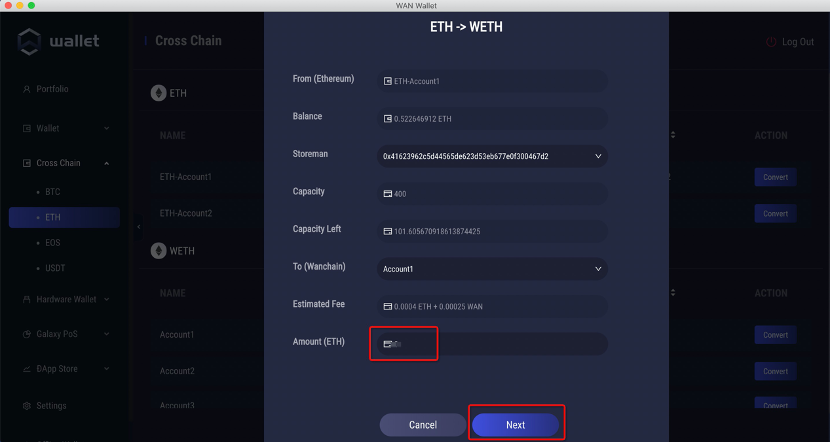 WAN Wallet
wallet
Cross Chain
Log Out
ETH -> WETH
Portfolio
Wallet
Cross Chain
BTC
ETH
EOS
USDT
Hardware Wallet
Galaxy PoS
ÐApp Store
Settings
ETH
NAME
ACTION
ETH-Account1
Convert
ETH-Account2
Convert
WETH
NAME
ACTION
Account1
Convert
Account2
Convert
Account3
Convert
From (Ethereum)
ETH-Account1
Balance
0.522646912 ETH
Storeman
0x41623962c5d44565de623d53eb677e0f300467d2
Capacity
400
Capacity Left
101.605670918613874425
To (Wanchain)
Account1
Estimated Fee
0.0004 ETH + 0.00025 WAN
Amount (ETH)
Cancel
Next